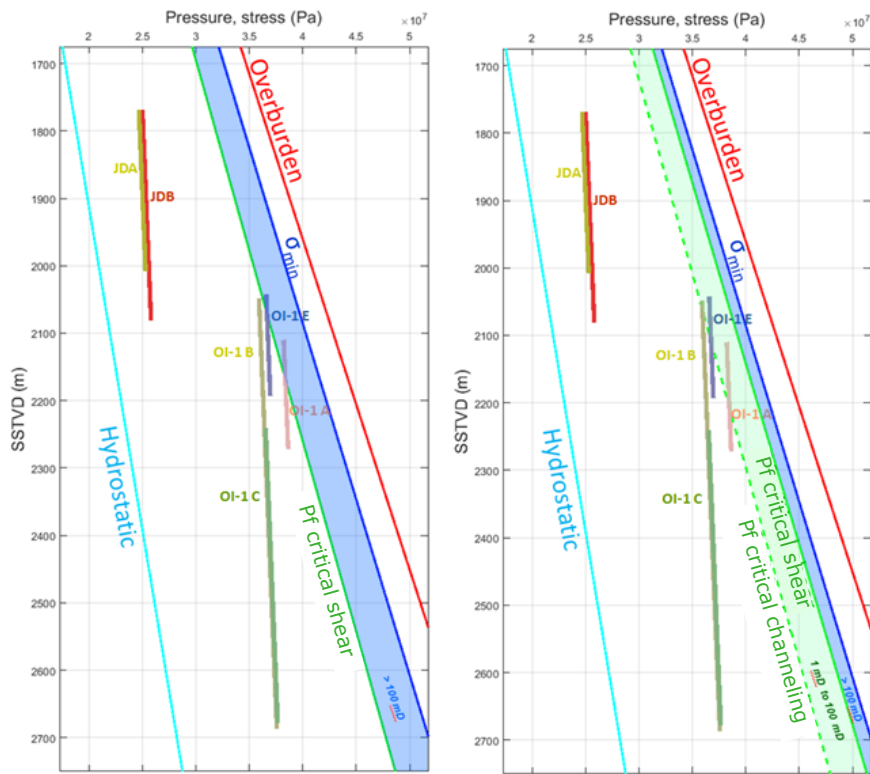 Pressure, stress (Pa)
×10⁷
2 2.5 3 3.5 4 4.5 5
SSTVD (m)
1700
1800
1900
2000
2100
2200
2300
2400
2500
2600
2700
Overburden
JDA
JDB
σmin
OI-1 E
OI-1 B
OI-1 A
Hydrostatic
OI-1 C
Pf critical shear
> 100 mD
Pressure, stress (Pa)
×10⁷
2 2.5 3 3.5 4 4.5 5
SSTVD (m)
1700
1800
1900
2000
2100
2200
2300
2400
2500
2600
2700
Overburden
JDA
JDB
σmin
OI-1 E
OI-1 B
OI-1 A
Hydrostatic
OI-1 C
Pf critical shear
Pf critical channeling
1 mD to 100 mD
> 100 mD